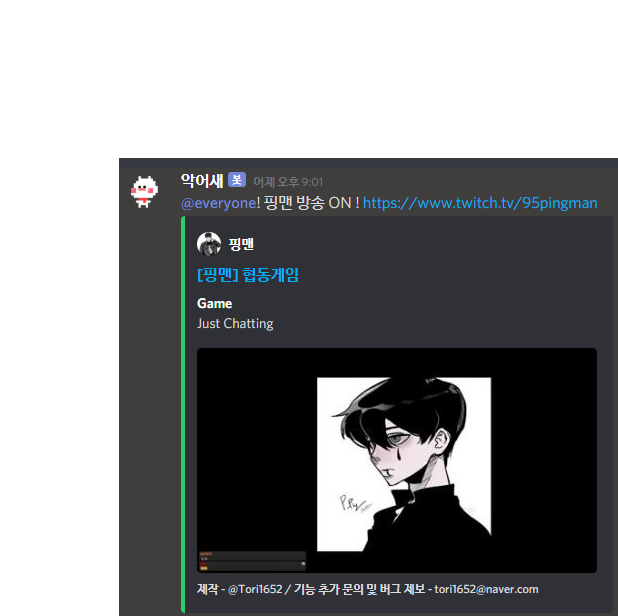 악어새 봇 어제 오후 9:01
@everyone! 핑맨 방송 ON ! https://www.twitch.tv/95pingman
핑맨
[핑맨] 협동게임
Game
Just Chatting
제작 - @Tori1652 / 기능 추가 문의 및 버그 제보 - tori1652@naver.com